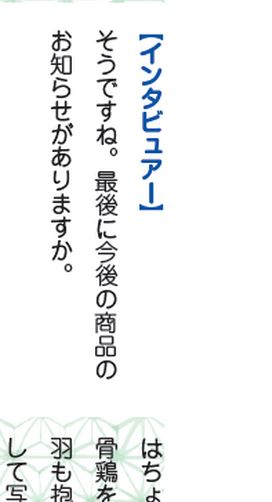 【インタビュアー】
そうですね。最後に今後の商品の
お知らせがありますか。
はちょ
骨鶏を
羽も抱
して写